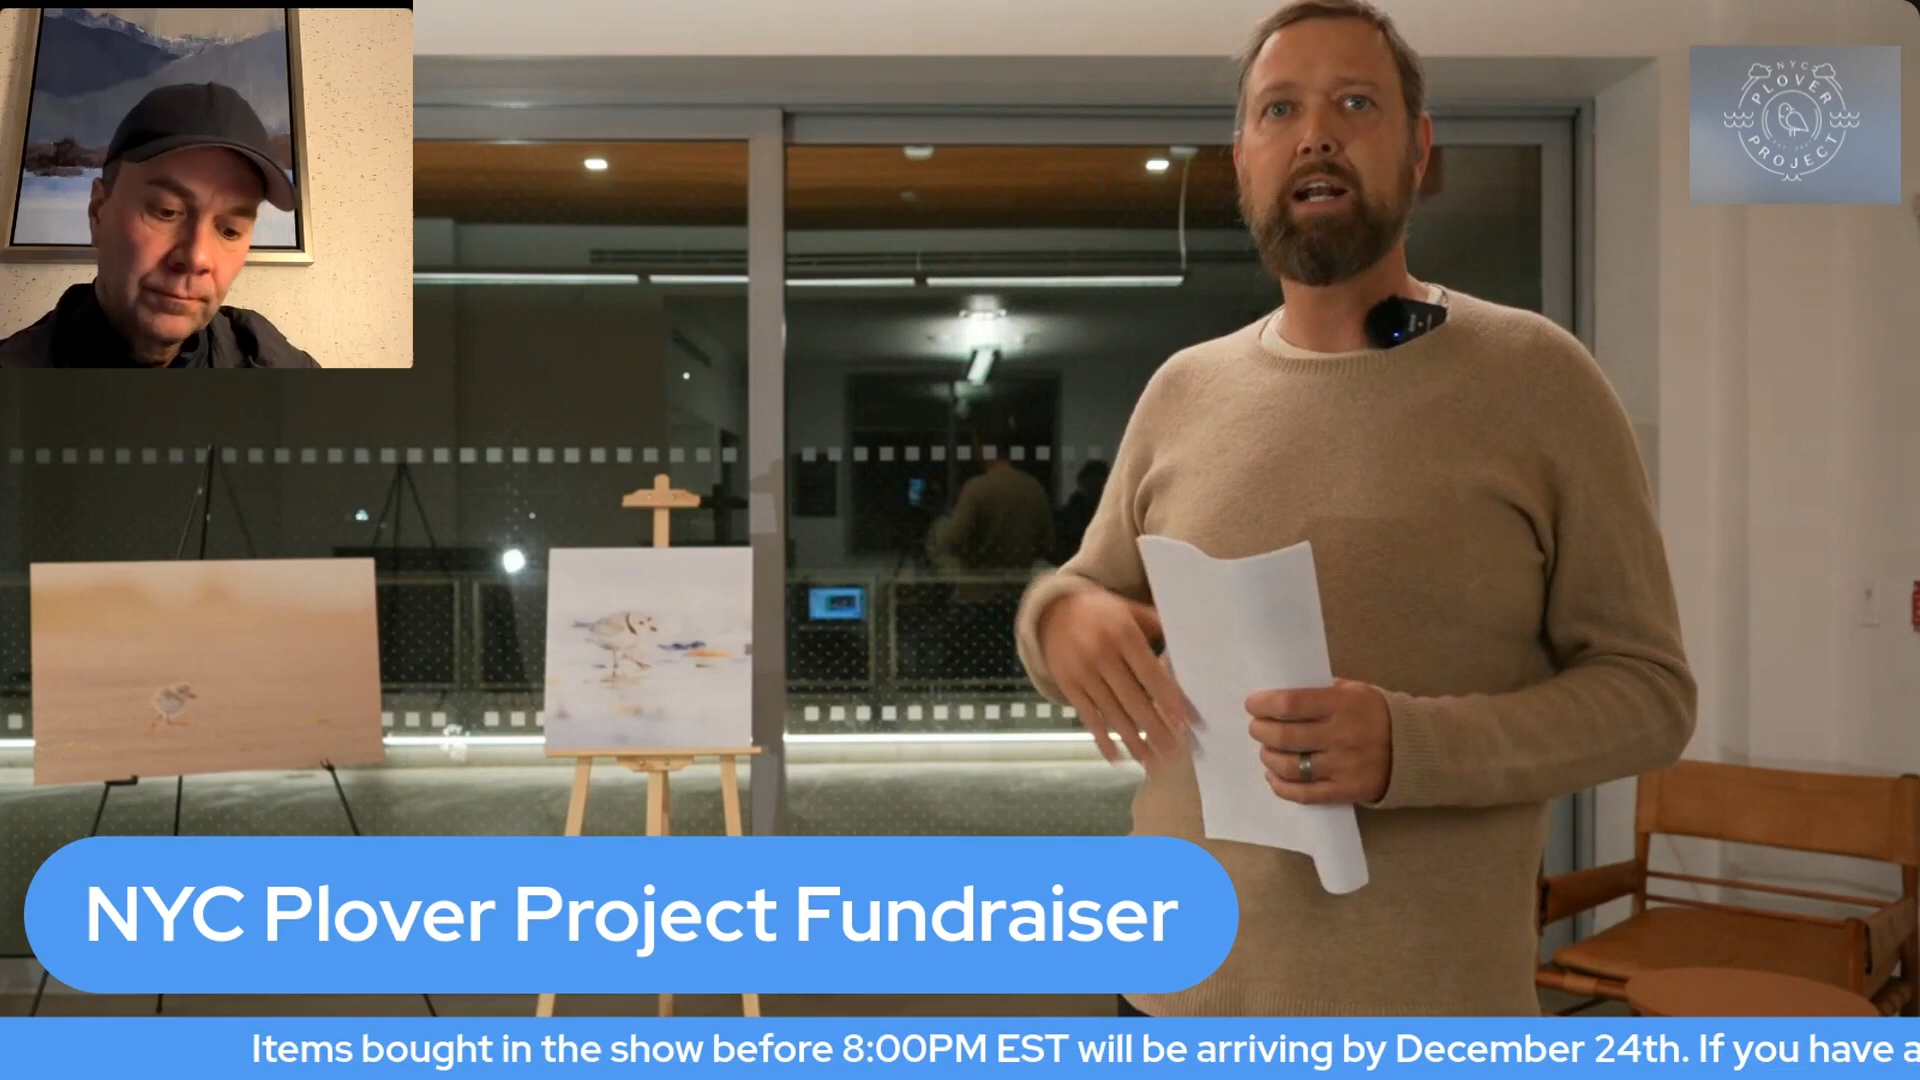 NYC
PLOVER
PROJECT
NYC Plover Project Fundraiser
Items bought in the show before 8:00PM EST will be arriving by December 24th. If you have a